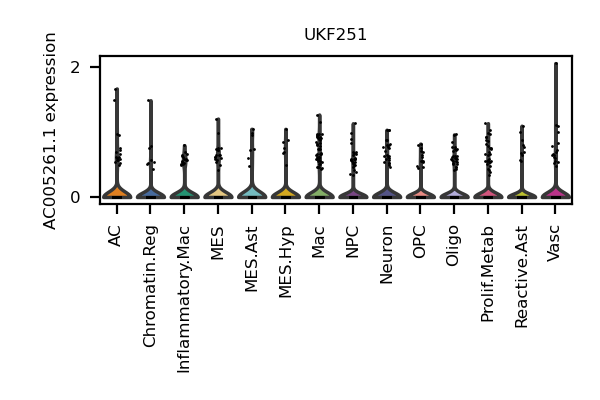 UKF251
AC005261.1 expression
2
0
AC
Chromatin.Reg
Inflammatory.Mac
MES
MES.Ast
MES.Hyp
Mac
NPC
Neuron
OPC
Oligo
Prolif.Metab
Reactive.Ast
Vasc